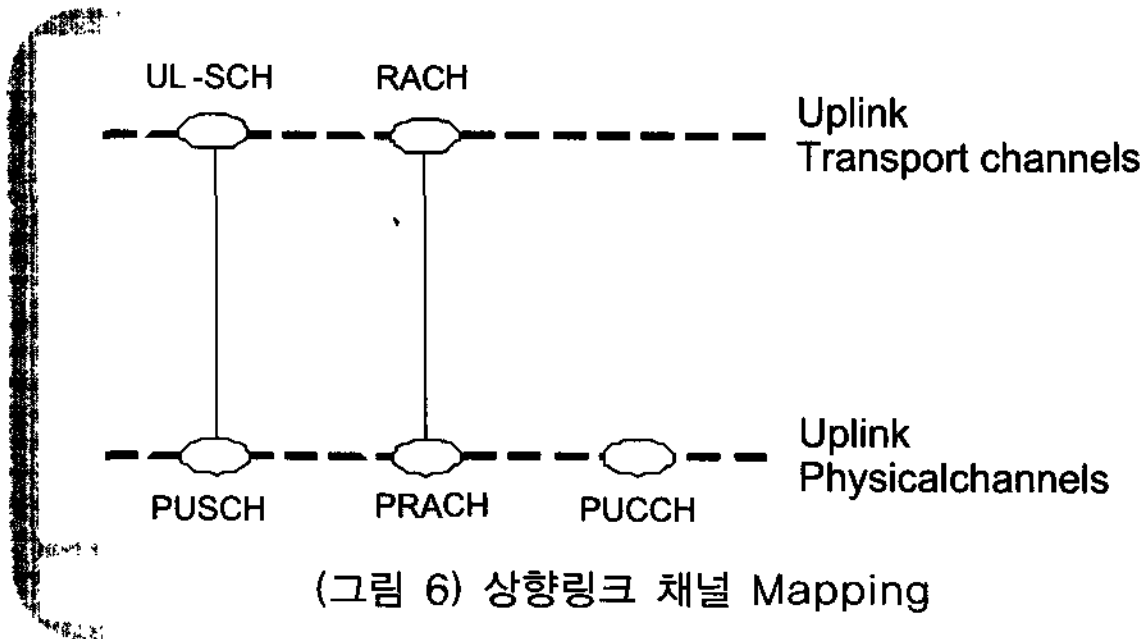 UL-SCH RACH
Uplink
Transport channels
Uplink
Physicalchannels
PUSCH PRACH PUCCH
(그림 6) 상향링크 채널 Mapping